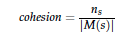 cohesion = n_s / |M(s)|